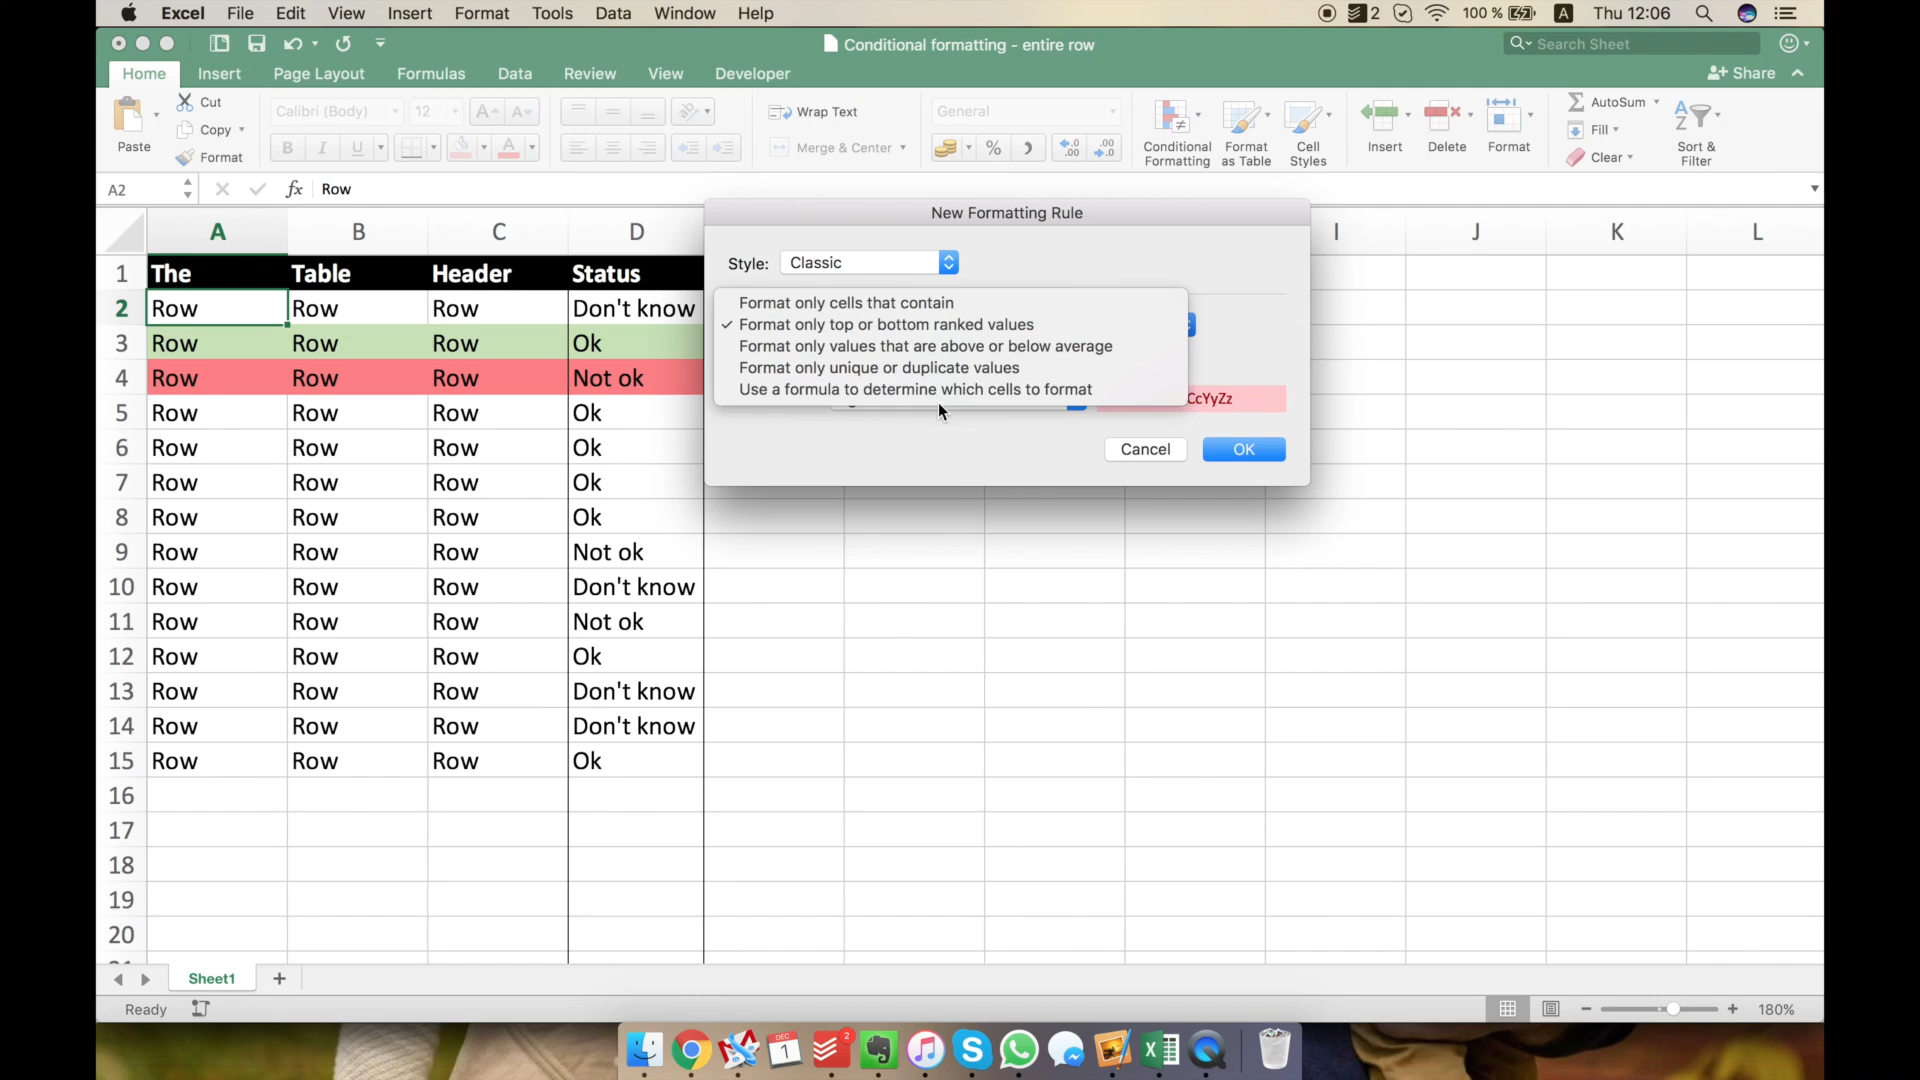 Excel File Edit View Insert Format Tools Data Window Help 2 100 % A Thu 12:06
Conditional formatting - entire row Search Sheet
Home Insert Page Layout Formulas Data Review View Developer Share
Paste Cut Copy Format
Calibri (Body) 12 A A
B I U A
Wrap Text
Merge & Center
General
% .00 .00
Conditional Formatting
Format as Table
Cell Styles
Insert Delete Format
AutoSum
Fill
Clear
Sort & Filter
A2 fx Row
A B C D I J K L
1 The Table Header Status
2 Row Row Row Don't know
3 Row Row Row Ok
4 Row Row Row Not ok
5 Row Row Row Ok
6 Row Row Row Ok
7 Row Row Row Ok
8 Row Row Row Ok
9 Row Row Row Not ok
10 Row Row Row Don't know
11 Row Row Row Not ok
12 Row Row Row Ok
13 Row Row Row Don't know
14 Row Row Row Don't know
15 Row Row Row Ok
16
17
18
19
20
New Formatting Rule
Style: Classic
Format only cells that contain
✓ Format only top or bottom ranked values
Format only values that are above or below average
Format only unique or duplicate values
Use a formula to determine which cells to format
CcYyZz
Cancel OK
Sheet1 +
Ready 180%
DEC 1 2